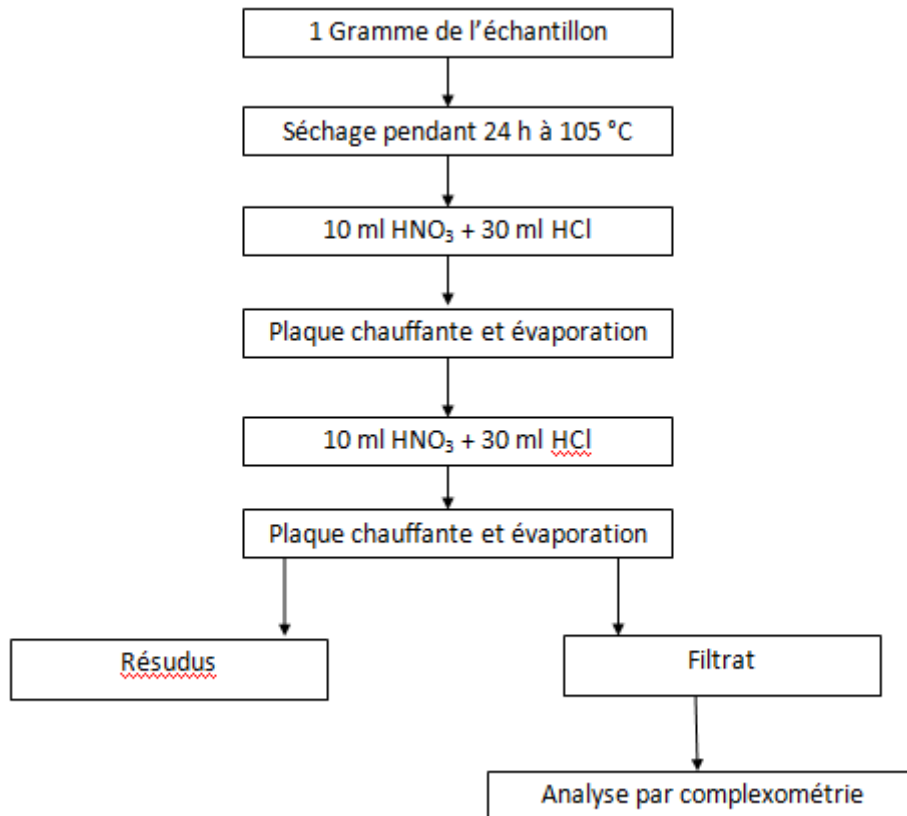 1 Gramme de l’échantillon
Séchage pendant 24 h à 105 °C
10 ml HNO₃ + 30 ml HCl
Plaque chauffante et évaporation
10 ml HNO₃ + 30 ml HCl
Plaque chauffante et évaporation
Résudus
Filtrat
Analyse par complexométrie